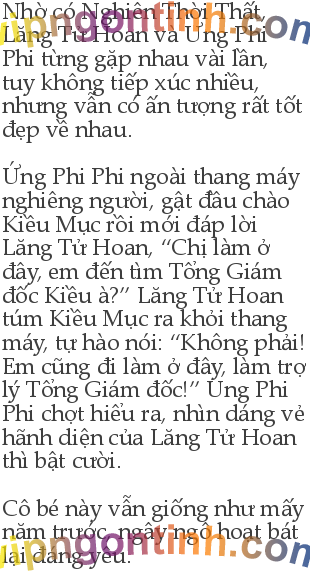 Nhờ có Nghiên Thời Thất,
Lăng Tử Hoan và Ứng Phi
Phi từng gặp nhau vài lần,
tuy không tiếp xúc nhiều,
nhưng vẫn có ấn tượng rất tốt
đẹp về nhau.
Ứng Phi Phi ngoài thang máy
nghiêng người, gật đầu chào
Kiều Mục rồi mới đáp lời
Lăng Tử Hoan, “Chị làm ở
đây, em đến tìm Tổng Giám
đốc Kiều à?” Lăng Tử Hoan
túm Kiều Mục ra khỏi thang
máy, tự hào nói: “Không phải!
Em cũng đi làm ở đây, làm trợ
lý Tổng Giám đốc!” Ứng Phi
Phi chợt hiểu ra, nhìn dáng vẻ
hãnh diện của Lăng Tử Hoan
thì bật cười.
Cô bé này vẫn giống như mấy
năm trước, ngây ngô hoạt bát
lại đáng yêu.
vipngontinh.com
vipngontinh.com